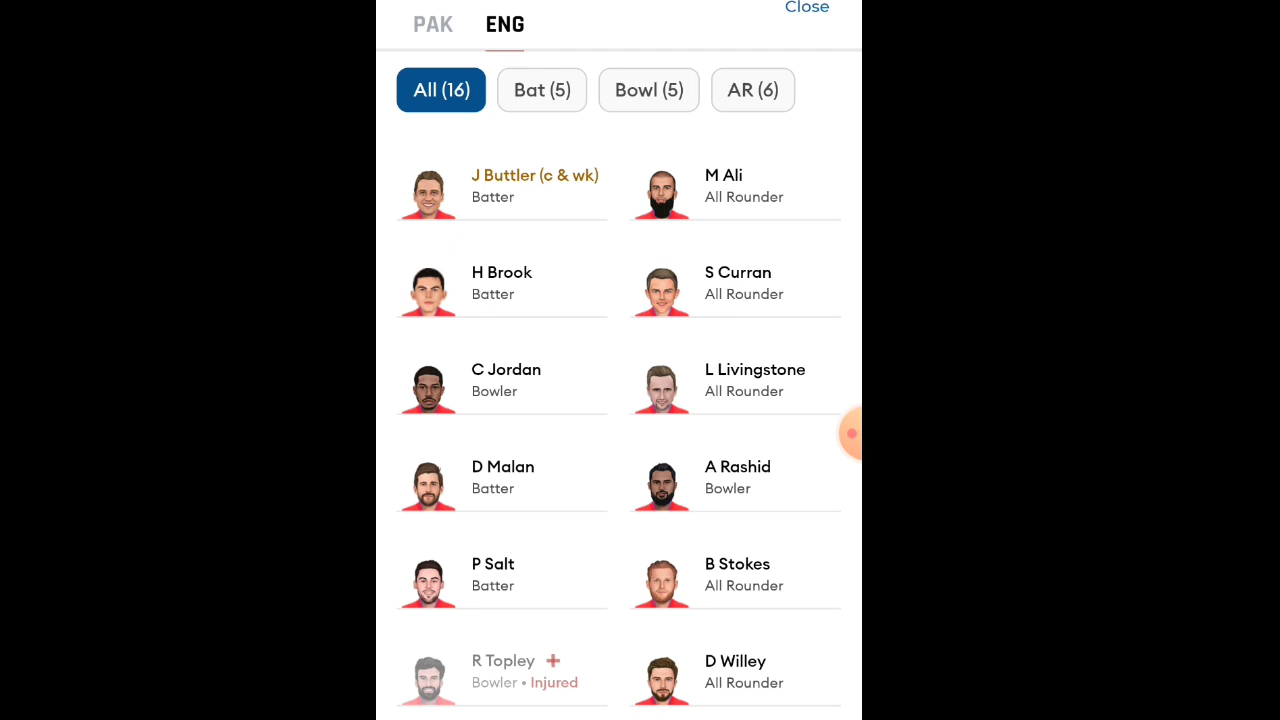 Close
PAK ENG
All (16) Bat (5) Bowl (5) AR (6)
J Buttler (c & wk)
Batter
M Ali
All Rounder
H Brook
Batter
S Curran
All Rounder
C Jordan
Bowler
L Livingstone
All Rounder
D Malan
Batter
A Rashid
Bowler
P Salt
Batter
B Stokes
All Rounder
R Topley
Bowler • Injured
D Willey
All Rounder